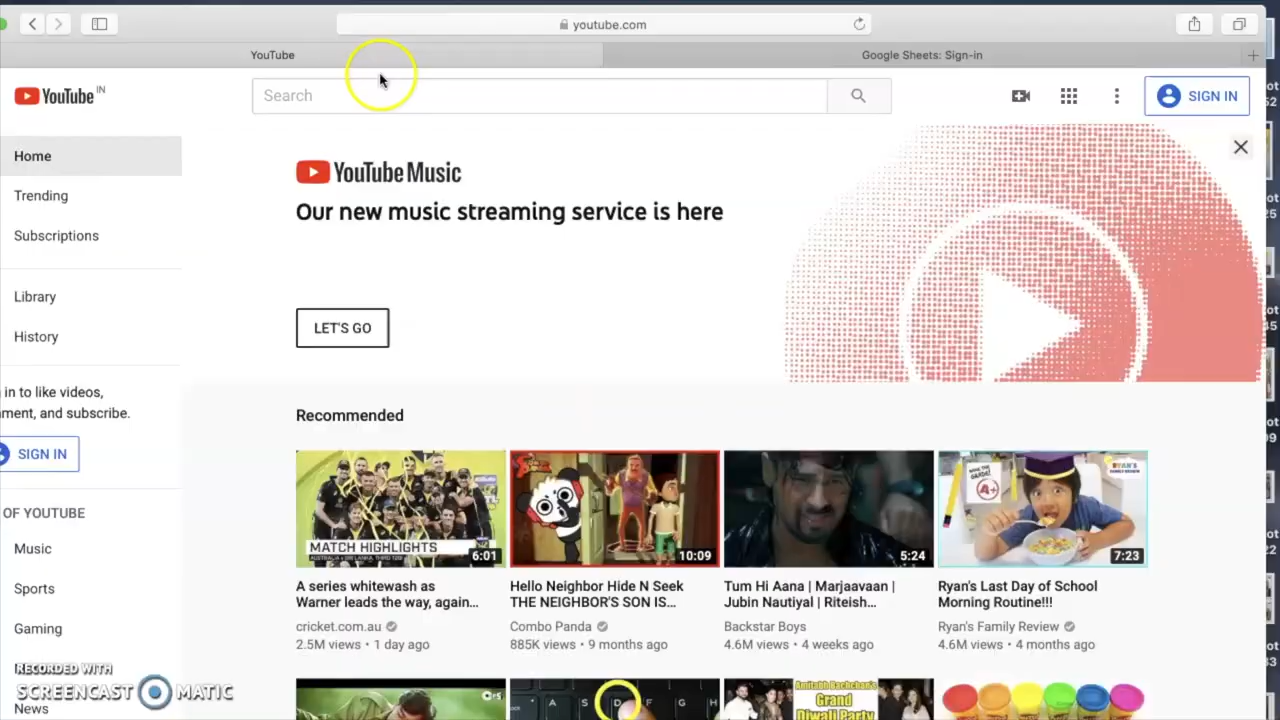 youtube.com
YouTube
Google Sheets: Sign-in
YouTube IN
Search
SIGN IN
Home
Trending
Subscriptions
Library
History
in to like videos,
ment, and subscribe.
SIGN IN
OF YOUTUBE
Music
Sports
Gaming
News
YouTube Music
Our new music streaming service is here
LET'S GO
Recommended
MATCH HIGHLIGHTS
6:01
A series whitewash as
Warner leads the way, again...
cricket.com.au
2.5M views • 1 day ago
10:09
Hello Neighbor Hide N Seek
THE NEIGHBOR'S SON IS...
Combo Panda
885K views • 9 months ago
5:24
Tum Hi Aana | Marjaavaan |
Jubin Nautiyal | Riteish...
Backstar Boys
4.6M views • 4 weeks ago
RYAN'S
FAMILY REVIEW
A+
7:23
Ryan's Last Day of School
Morning Routine!!!
Ryan's Family Review
4.6M views • 4 months ago
A S D F G H
Amitabh Bachchan's
Grand
Diwali Party
RECORDED WITH
SCREENCAST MATIC